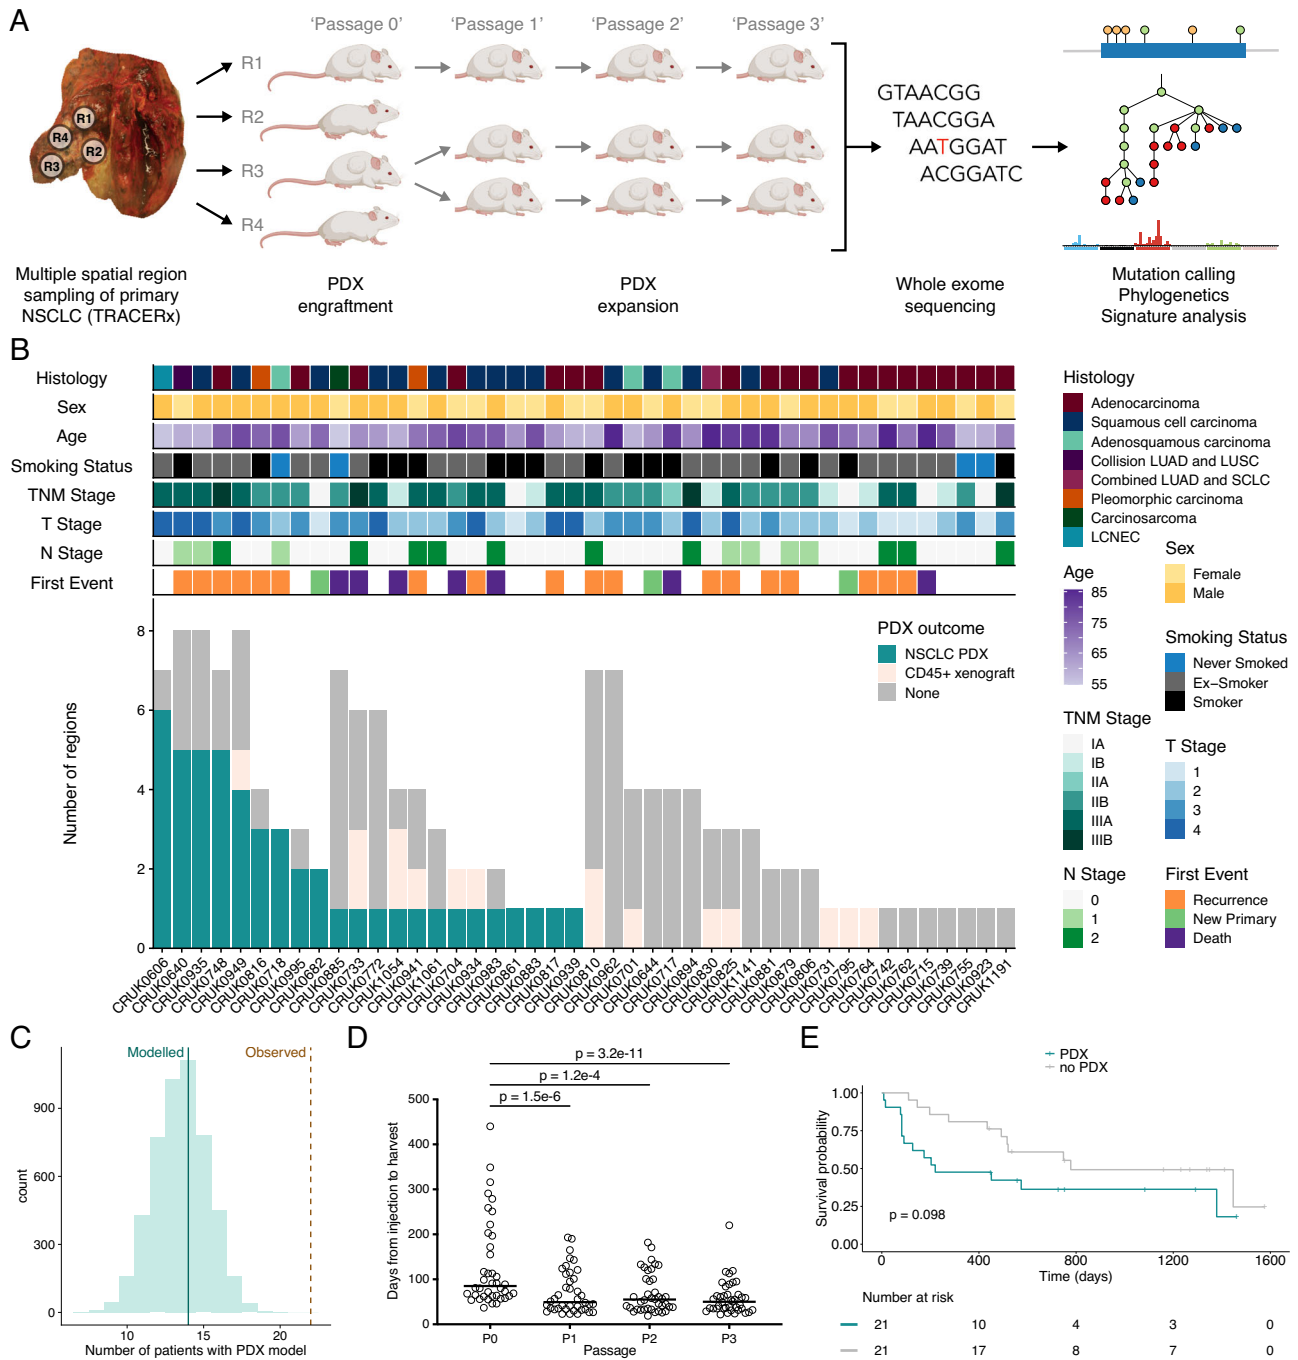 A
'Passage 0'
'Passage 1'
'Passage 2'
'Passage 3'
R1
R2
R3
R4
R1
R4
R2
R3
GTAACGG
TAACGGA
AATGGAT
ACGGATC
Multiple spatial region
sampling of primary
NSCLC (TRACERx)
PDX
engraftment
PDX
expansion
Whole exome
sequencing
Mutation calling
Phylogenetics
Signature analysis
B
Histology
Sex
Age
Smoking Status
TNM Stage
T Stage
N Stage
First Event
Number of regions
8
6
4
2
0
PDX outcome
NSCLC PDX
CD45+ xenograft
None
CRUK0606
CRUK0640
CRUK0935
CRUK0748
CRUK0949
CRUK0816
CRUK0718
CRUK0995
CRUK0682
CRUK0885
CRUK0733
CRUK0772
CRUK1054
CRUK0941
CRUK1061
CRUK0704
CRUK0934
CRUK0983
CRUK0861
CRUK0883
CRUK0817
CRUK0939
CRUK0810
CRUK0962
CRUK0701
CRUK0644
CRUK0717
CRUK0894
CRUK0830
CRUK0825
CRUK1141
CRUK0881
CRUK0879
CRUK0806
CRUK0731
CRUK0795
CRUK0764
CRUK0742
CRUK0762
CRUK0715
CRUK0739
CRUK0755
CRUK0923
CRUK1191
Histology
Adenocarcinoma
Squamous cell carcinoma
Adenosquamous carcinoma
Collision LUAD and LUSC
Combined LUAD and SCLC
Pleomorphic carcinoma
Carcinosarcoma
LCNEC
Sex
Female
Male
Age
85
75
65
55
Smoking Status
Never Smoked
Ex-Smoker
Smoker
TNM Stage
IA
IB
IIA
IIB
IIIA
IIIB
T Stage
1
2
3
4
N Stage
0
1
2
First Event
Recurrence
New Primary
Death
C
Modelled
Observed
count
900
600
300
0
10
15
20
Number of patients with PDX model
D
p = 3.2e-11
p = 1.2e-4
p = 1.5e-6
Days from injection to harvest
500
400
300
200
100
0
P0
P1
P2
P3
Passage
E
PDX
no PDX
Survival probability
1.00
0.75
0.50
0.25
0.00
p = 0.098
0
400
800
1200
1600
Time (days)
Number at risk
21 10 4 3 0
21 17 8 7 0